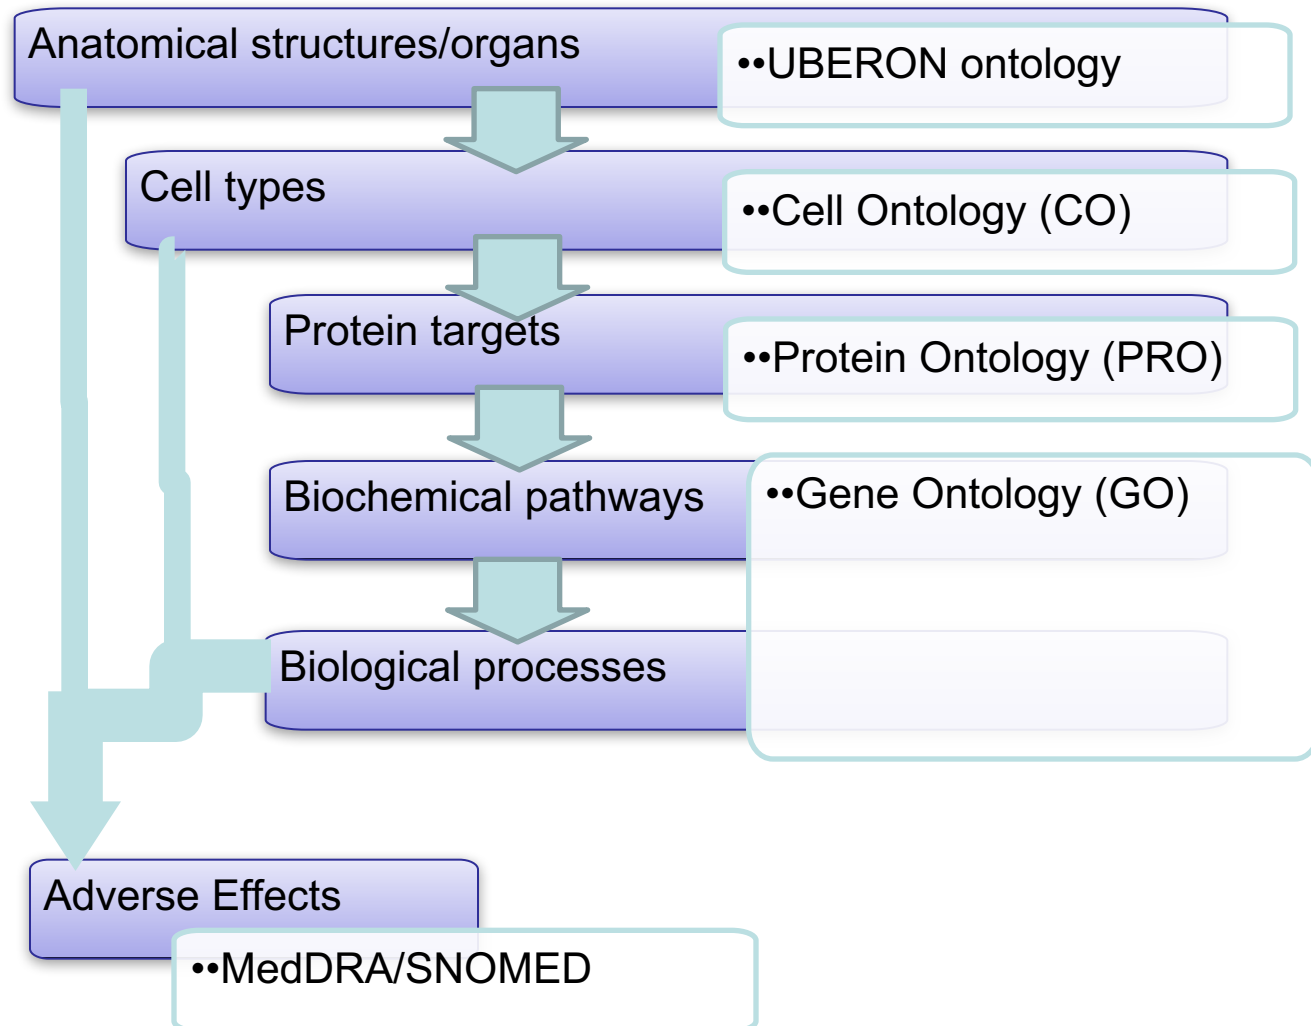 Anatomical structures/organs
••UBERON ontology
Cell types
••Cell Ontology (CO)
Protein targets
••Protein Ontology (PRO)
Biochemical pathways
••Gene Ontology (GO)
Biological processes
Adverse Effects
••MedDRA/SNOMED